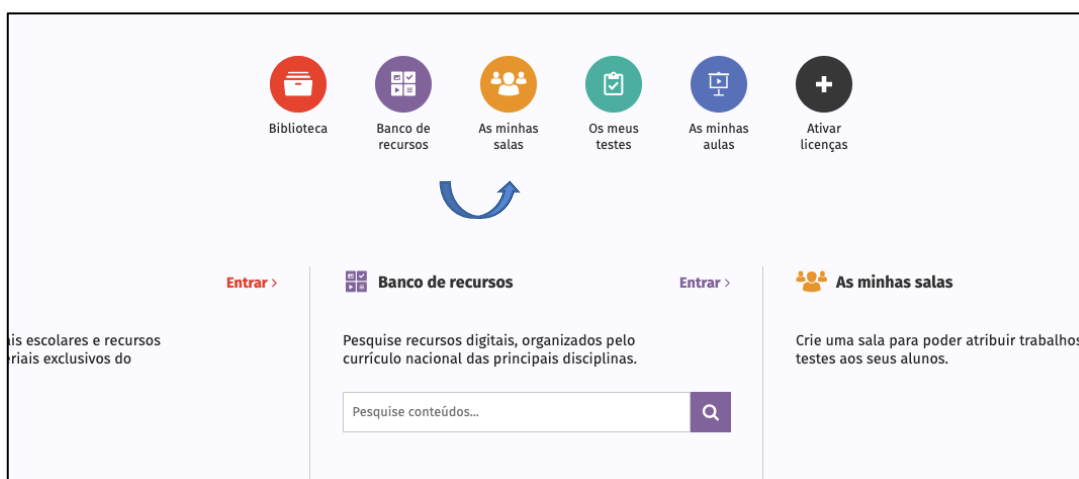 Biblioteca
Banco de
recursos
As minhas
salas
Os meus
testes
As minhas
aulas
Ativar
licenças
Entrar >
is escolares e recursos
eriais exclusivos do
Banco de recursos
Entrar >
Pesquise recursos digitais, organizados pelo
currículo nacional das principais disciplinas.
Pesquise conteúdos...
As minhas salas
Crie uma sala para poder atribuir trabalhos
testes aos seus alunos.